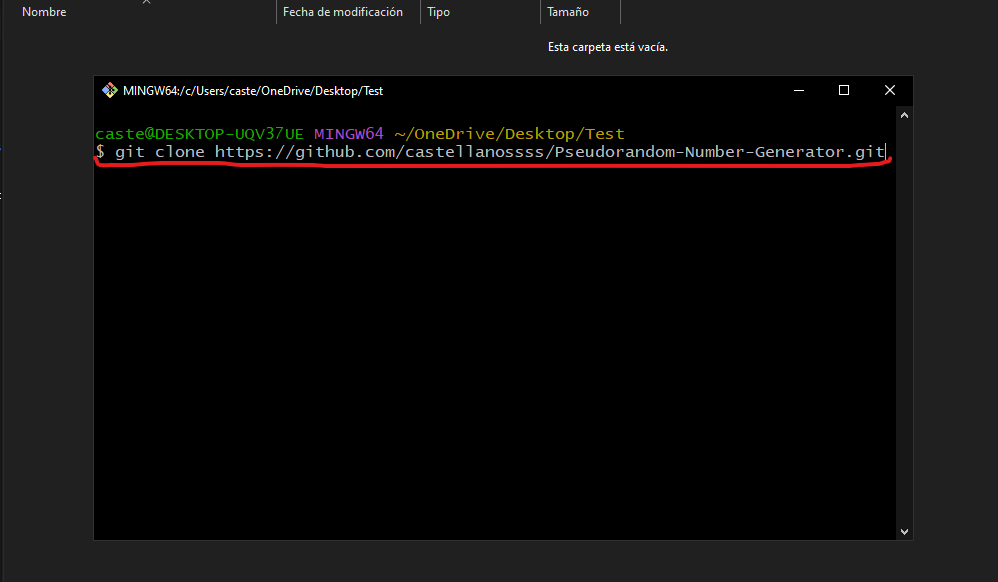 Nombre Fecha de modificación Tipo Tamaño
Esta carpeta está vacía.
MINGW64:/c/Users/caste/OneDrive/Desktop/Test
caste@DESKTOP-UQV37UE MINGW64 ~/OneDrive/Desktop/Test
$ git clone https://github.com/castellanossss/Pseudorandom-Number-Generator.git